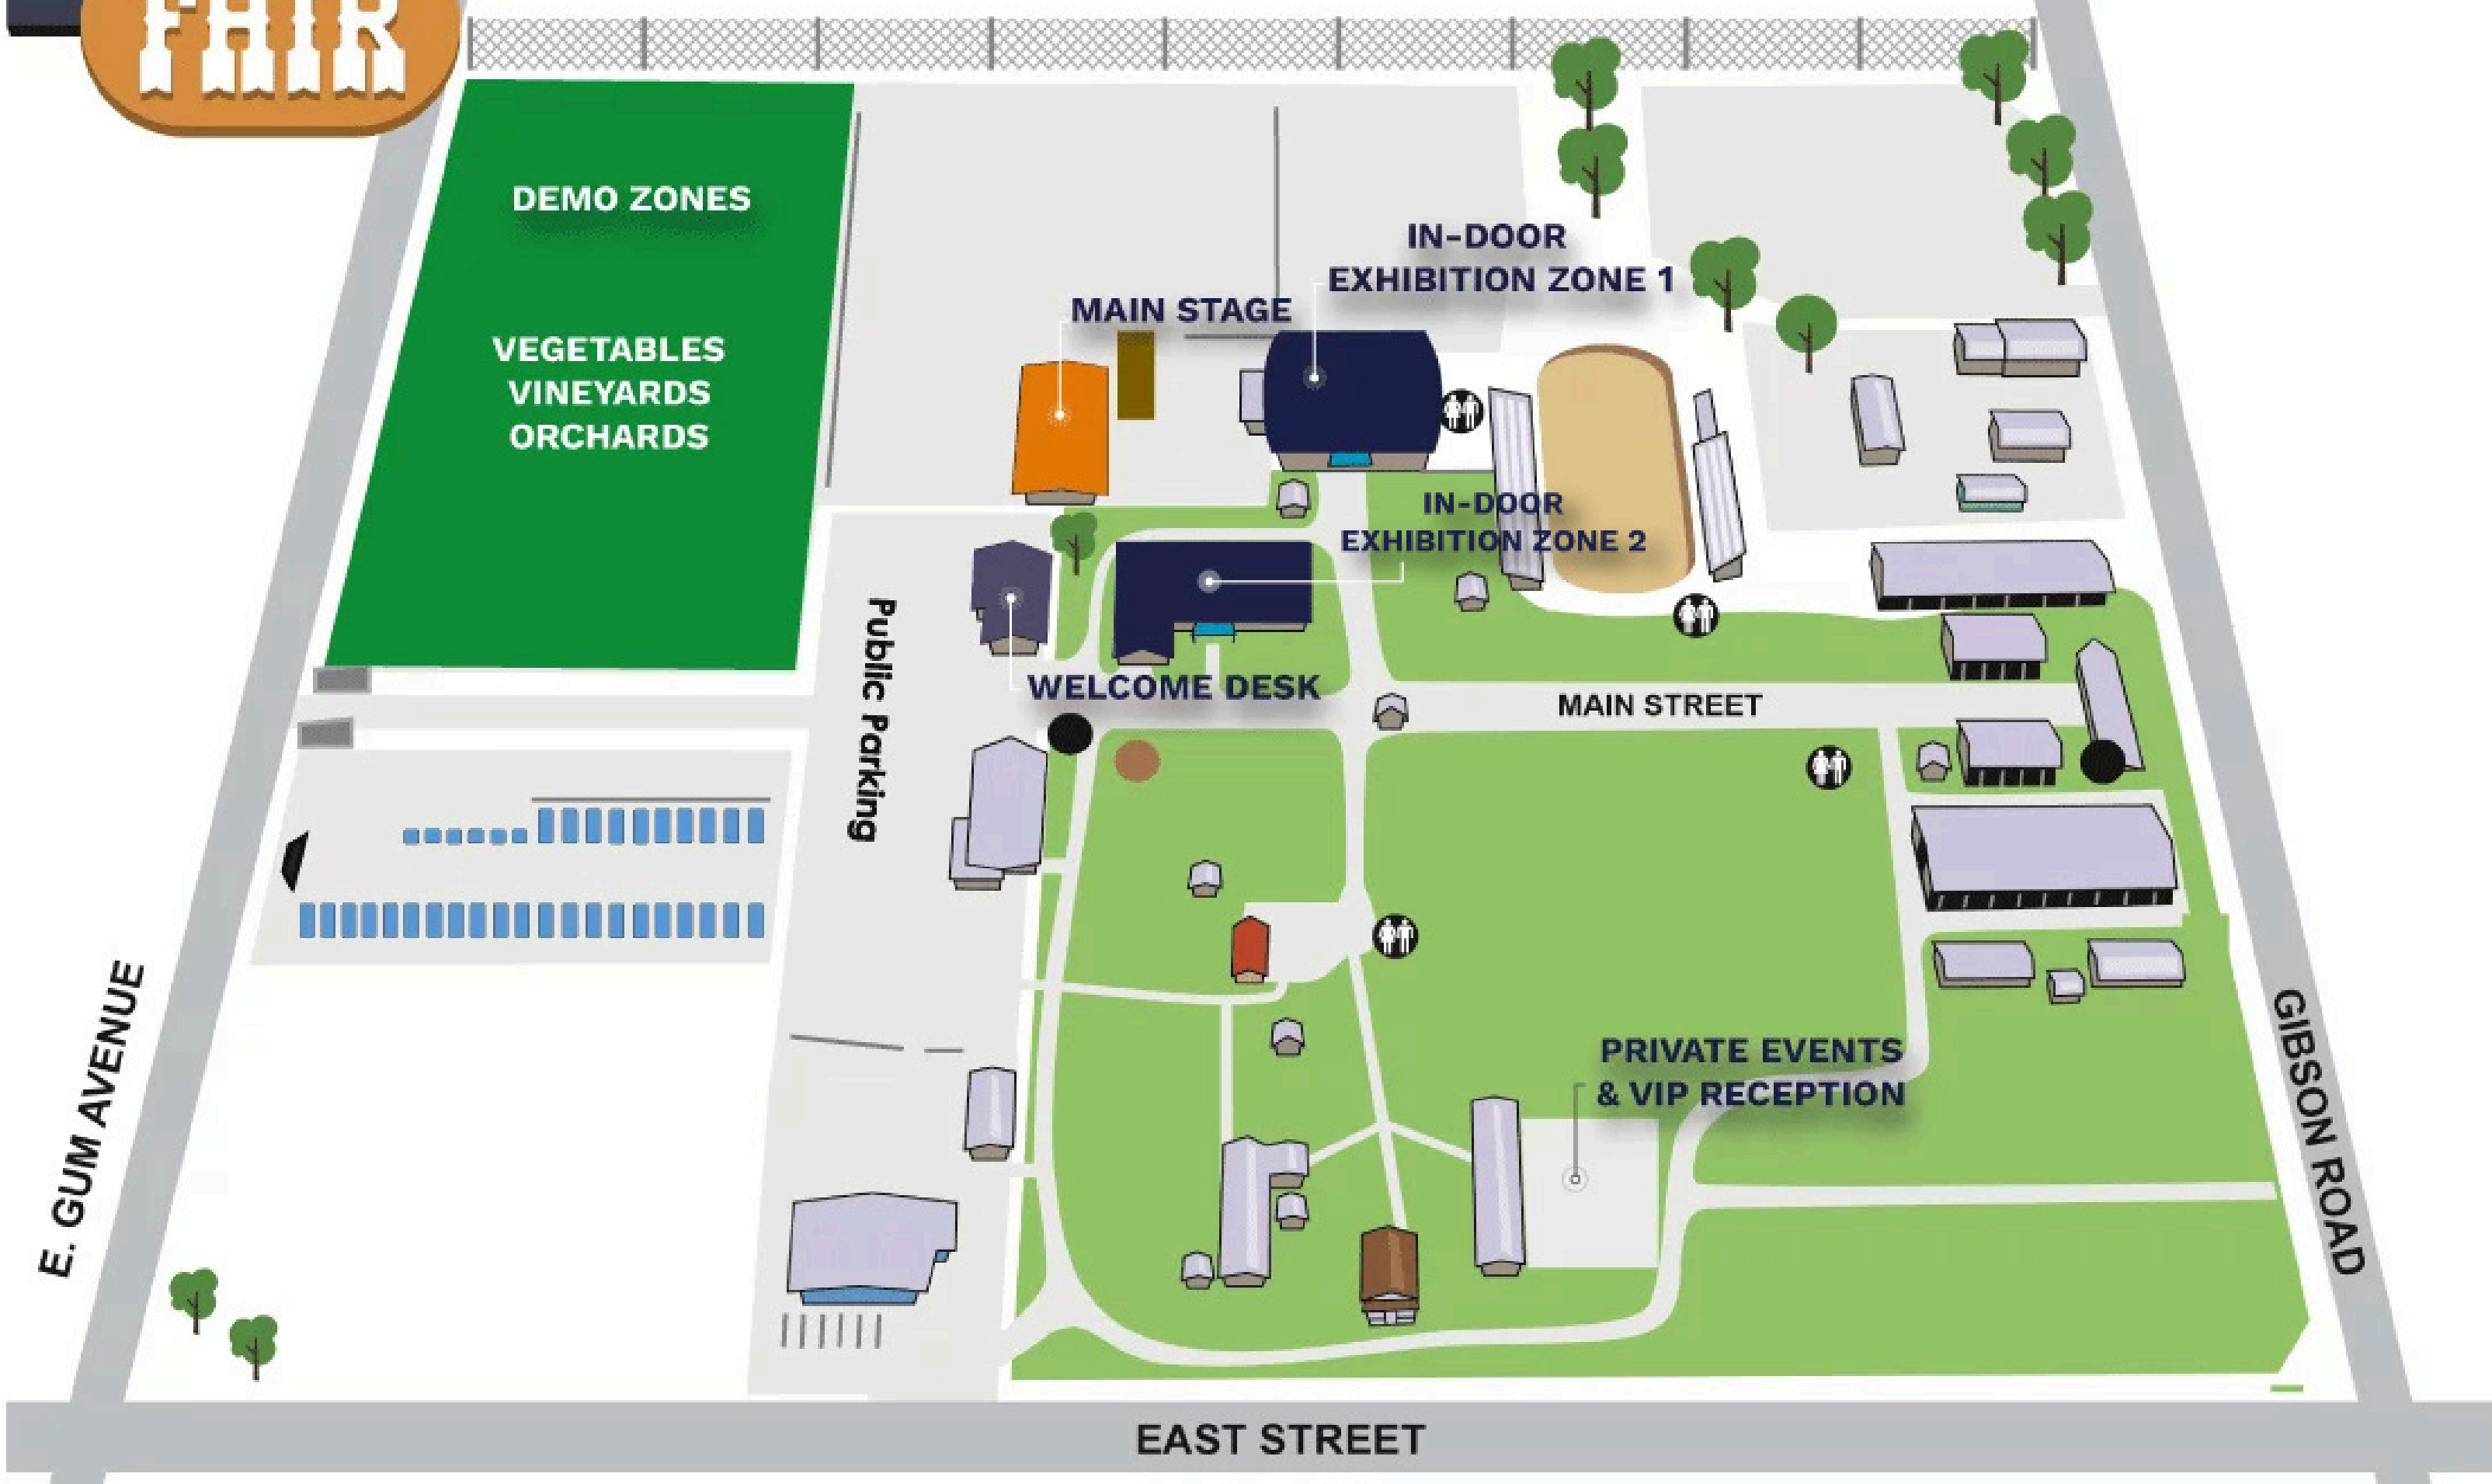 FAIR
DEMO ZONES
VEGETABLES
VINEYARDS
ORCHARDS
IN-DOOR
EXHIBITION ZONE 1
MAIN STAGE
IN-DOOR
EXHIBITION ZONE 2
Public Parking
WELCOME DESK
MAIN STREET
PRIVATE EVENTS
& VIP RECEPTION
E. GUM AVENUE
GIBSON ROAD
EAST STREET